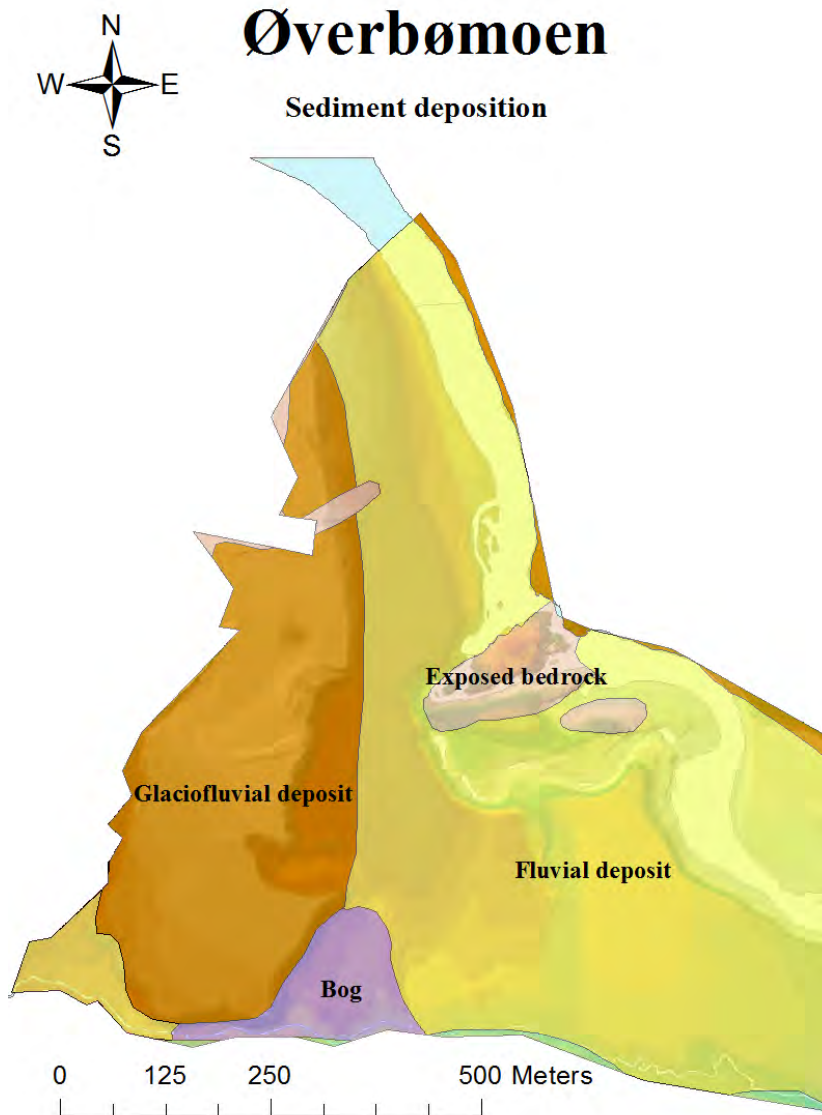 Øverbømoen
N
W E
S
Sediment deposition
Exposed bedrock
Glaciofluvial deposit
Fluvial deposit
Bog
0 125 250 500 Meters